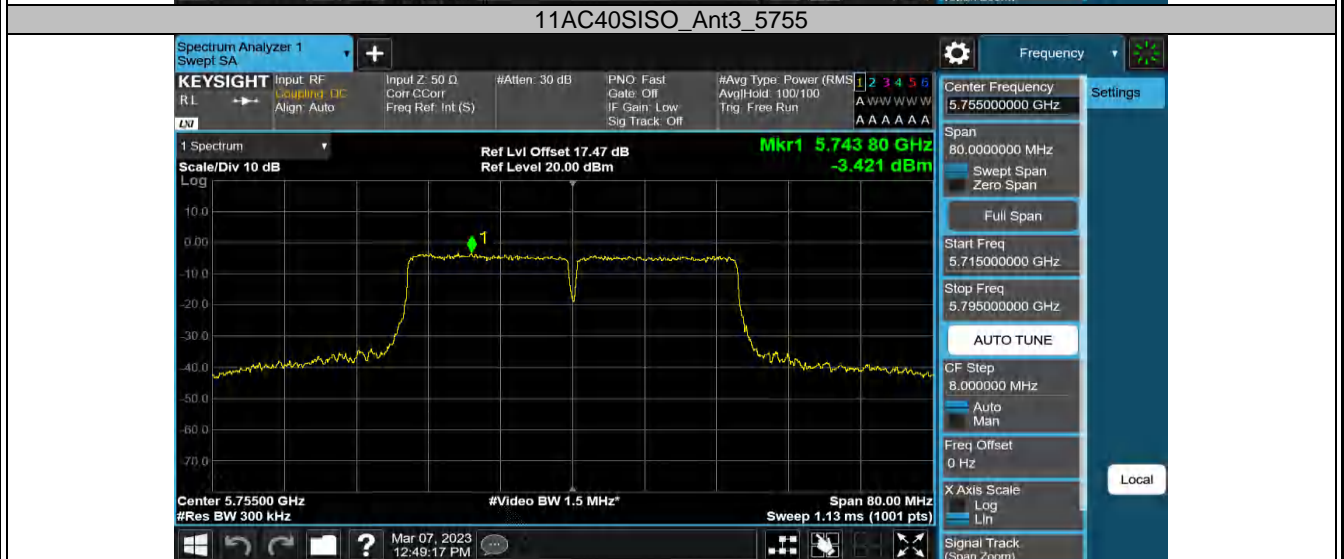 11AC40SISO_Ant3_5755
Spectrum Analyzer 1
Swept SA
+
Frequency
KEYSIGHT
RL
LXI
Input: RF
Coupling: DC
Align: Auto
Input Z: 50 Ω
Corr CCorr
Freq Ref: Int (S)
#Atten: 30 dB
PNO: Fast
Gate: Off
IF Gain: Low
Sig Track: Off
#Avg Type: Power (RMS
Avg|Hold: 100/100
Trig: Free Run
1 2 3 4 5 6
A W W W W W
A A A A A A
Center Frequency
5.755000000 GHz
Settings
1 Spectrum
Scale/Div 10 dB
Log
Ref Lvl Offset 17.47 dB
Ref Level 20.00 dBm
Mkr1 5.743 80 GHz
-3.421 dBm
Span
80.0000000 MHz
Swept Span
Zero Span
Full Span
Start Freq
5.715000000 GHz
Stop Freq
5.795000000 GHz
AUTO TUNE
CF Step
8.000000 MHz
Auto
Man
Freq Offset
0 Hz
X Axis Scale
Log
Lin
Signal Track
(Span Zoom)
Local
10.0
0.00
-10.0
-20.0
-30.0
-40.0
-50.0
-60.0
-70.0
1
Center 5.75500 GHz
#Res BW 300 kHz
#Video BW 1.5 MHz*
Span 80.00 MHz
Sweep 1.13 ms (1001 pts)
?
Mar 07, 2023
12:49:17 PM